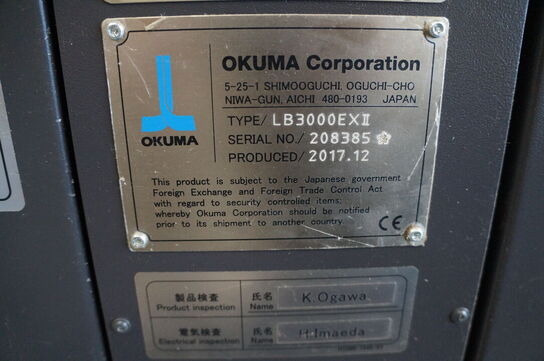 OKUMA Corporation
5-25-1 SHIMOOGUCHI, OGUCHI-CHO
NIWA-GUN, AICHI 480-0193 JAPAN
TYPE/ LB3000EXⅡ
SERIAL NO./ 208385
PRODUCED/ 2017.12
OKUMA
This product is subject to the Japanese government
Foreign Exchange and Foreign Trade Control Act
with regard to security controlled items;
whereby Okuma Corporation should be notified
prior to its shipment to another country.
CE
製品検査 氏名 K.Ogawa
Product inspection Name
電気検査 氏名 H.Imaeda
Electrical inspection Name